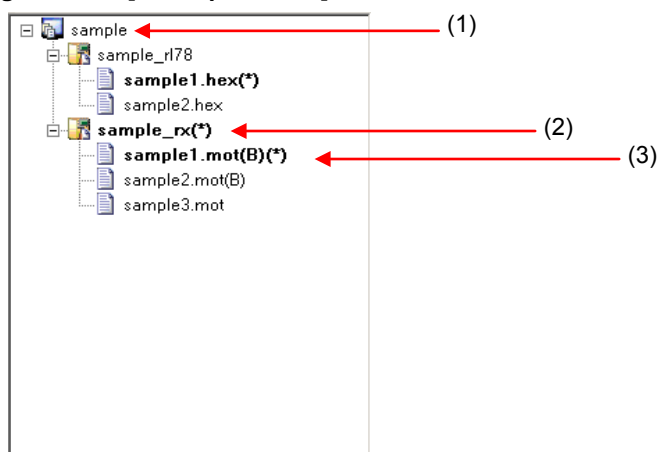 sample
(1)
sample_rl78
sample1.hex(*)
sample2.hex
sample_rx(*)
(2)
sample1.mot(B)(*)
(3)
sample2.mot(B)
sample3.mot